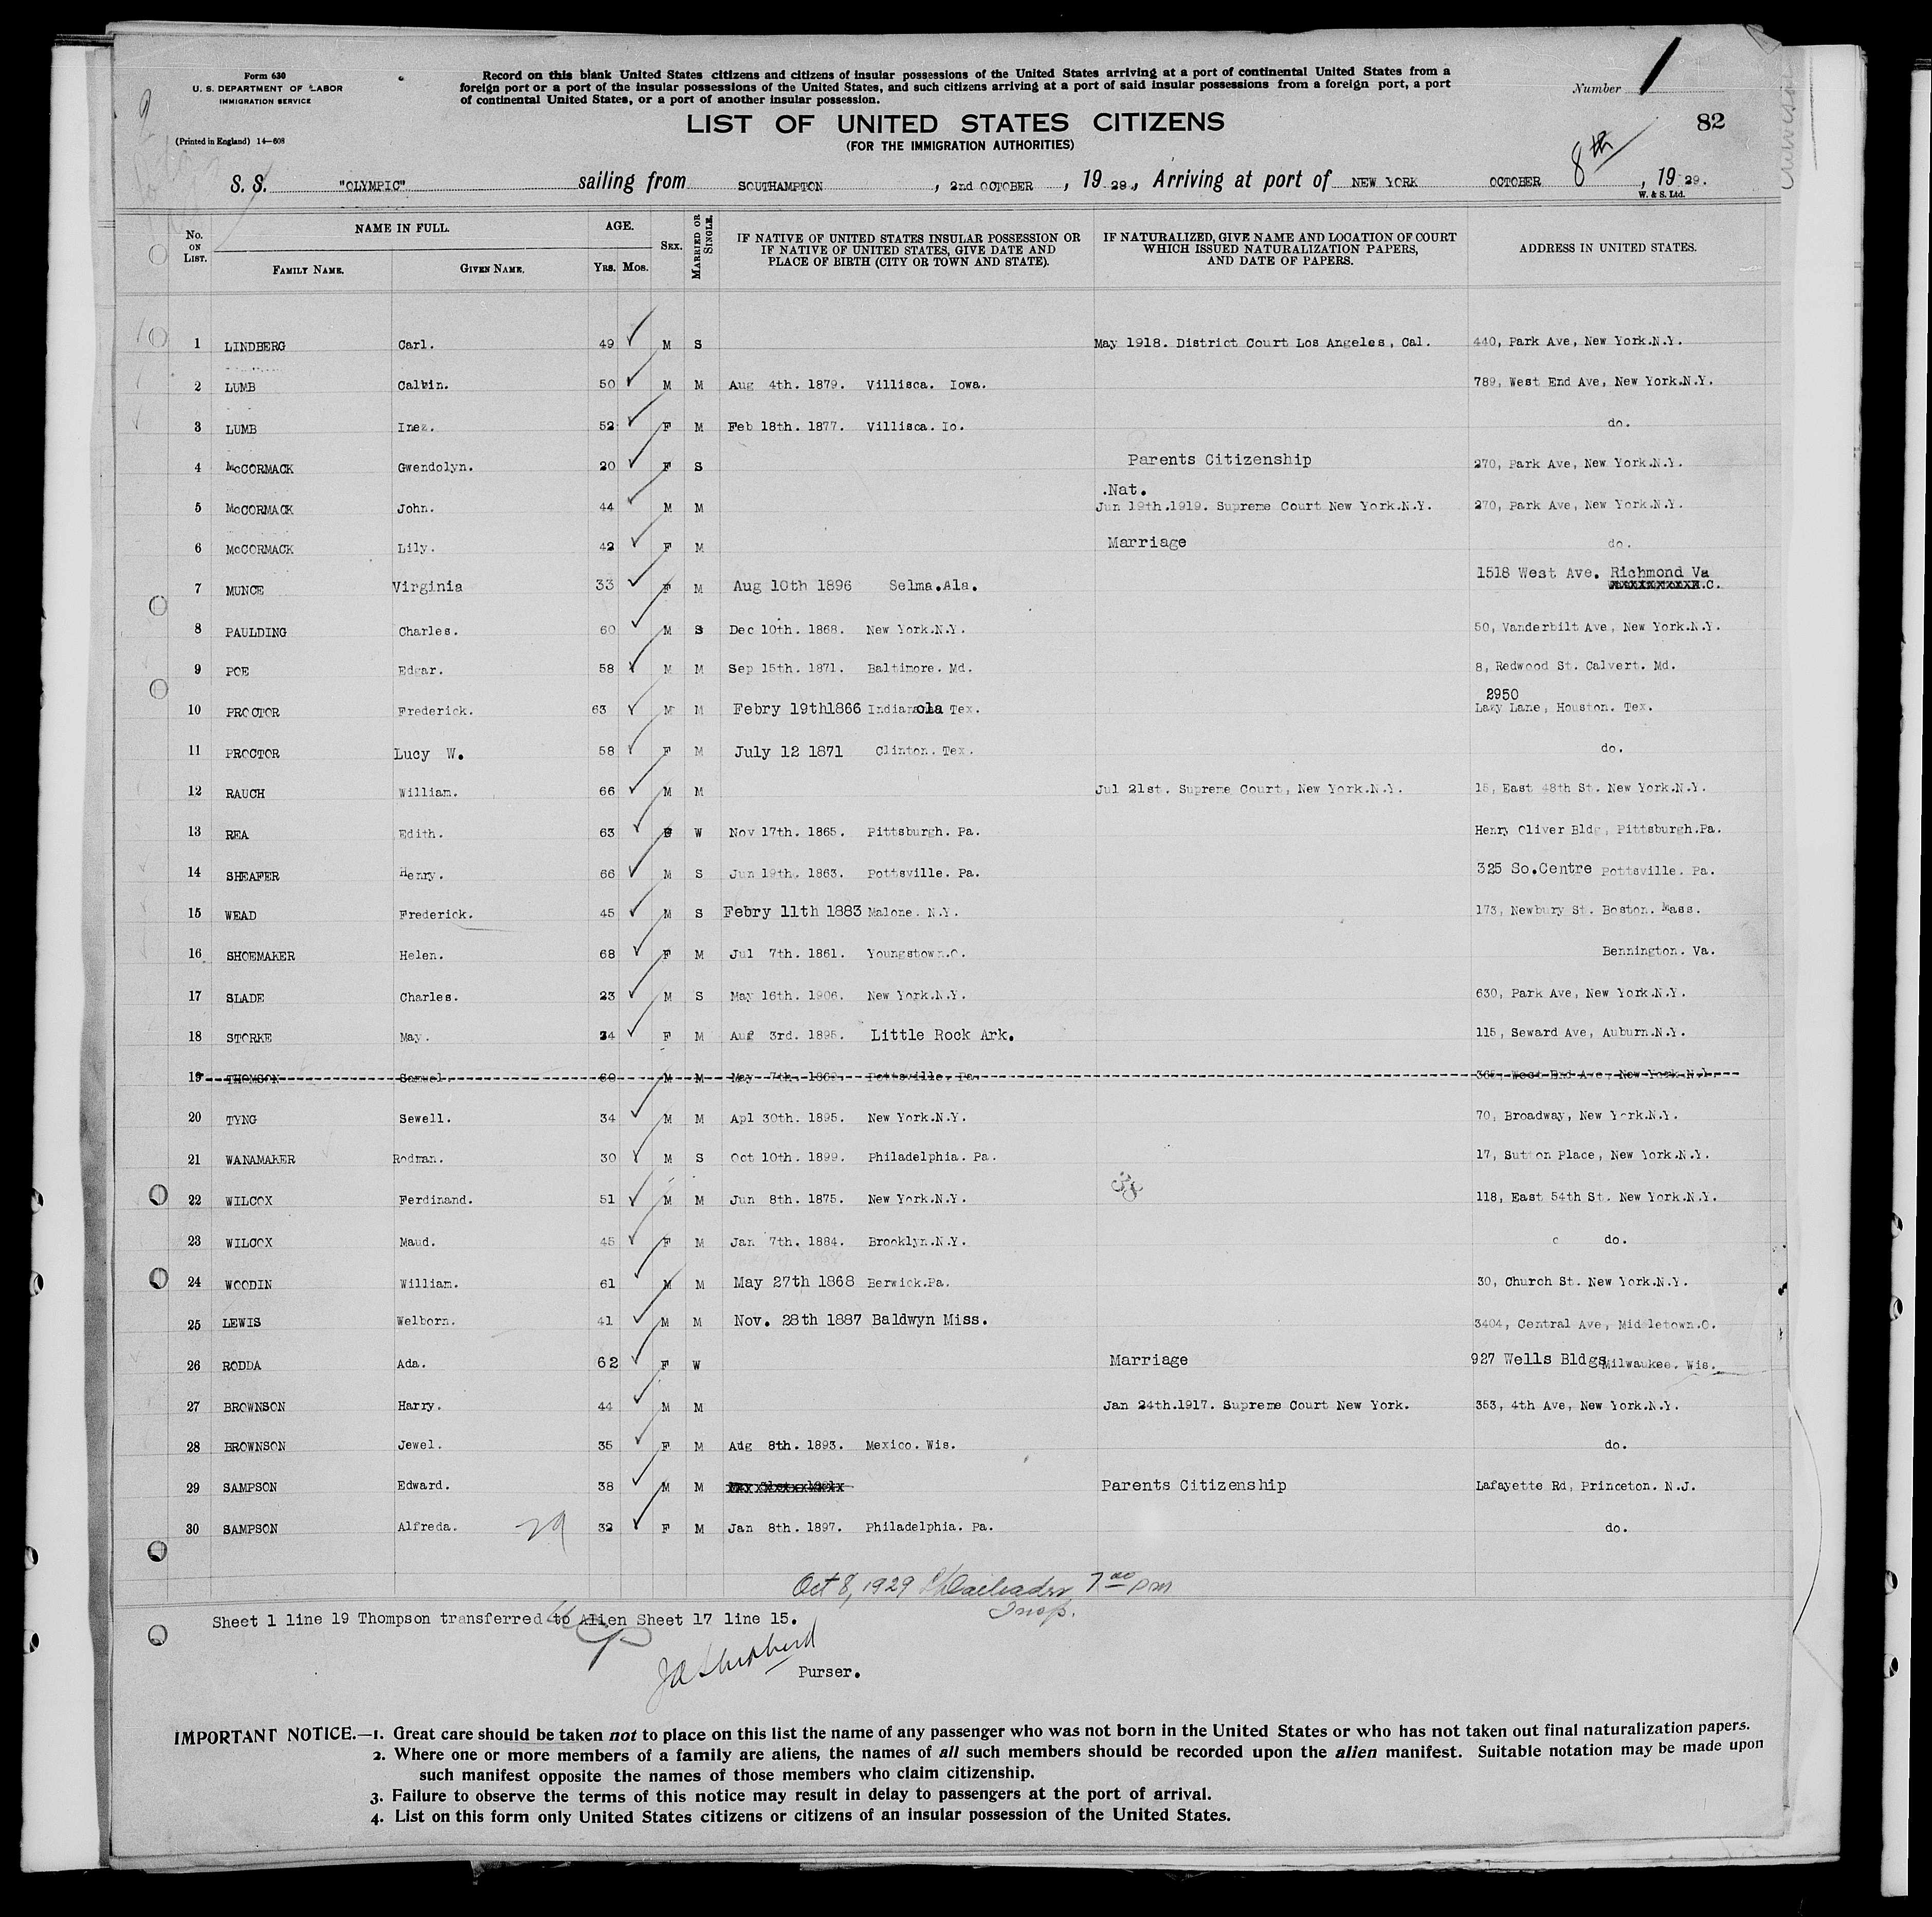 Form 630
U. S. DEPARTMENT OF LABOR
IMMIGRATION SERVICE
(Printed in England) 14—608
Record on this blank United States citizens and citizens of insular possessions of the United States arriving at a port of continental United States from a
foreign port or a port of the insular possessions of the United States, and such citizens arriving at a port of said insular possessions from a foreign port, a port
of continental United States, or a port of another insular possession.
Number 1
82
LIST OF UNITED STATES CITIZENS
(FOR THE IMMIGRATION AUTHORITIES)
S. S. "OLYMPIC" sailing from SOUTHAMPTON, 2nd OCTOBER, 19 29., Arriving at port of NEW YORK OCTOBER 8th, 19 29.
W. & S. Ltd.
No. ON LIST. NAME IN FULL. AGE. SEX. MARRIED OR SINGLE. IF NATIVE OF UNITED STATES INSULAR POSSESSION OR IF NATIVE OF UNITED STATES, GIVE DATE AND PLACE OF BIRTH (CITY OR TOWN AND STATE). IF NATURALIZED, GIVE NAME AND LOCATION OF COURT WHICH ISSUED NATURALIZATION PAPERS, AND DATE OF PAPERS. ADDRESS IN UNITED STATES.
FAMILY NAME. GIVEN NAME. YRS. MOS.
1 LINDBERG Carl. 49 M S May 1918. District Court Los Angeles, Cal. 440, Park Ave, New York.N.Y.
2 LUMB Calvin. 50 M M Aug 4th. 1879. Villisca. Iowa. 789, West End Ave, New York.N.Y.
3 LUMB Inez. 52 F M Feb 18th. 1877. Villisca. Io. do.
4 McCORMACK Gwendolyn. 20 F S Parents Citizenship 270, Park Ave, New York.N.Y.
.Nat.
5 McCORMACK John. 44 M M Jun 19th.1919. Supreme Court New York.N.Y. 270, Park Ave, New York.N.Y.
6 McCORMACK Lily. 42 F M Marriage do.
7 MUNCE Virginia 33 F M Aug 10th 1896 Selma.Ala. 1518 West Ave. Richmond Va
8 PAULDING Charles. 60 M S Dec 10th. 1868. New York.N.Y. 50, Vanderbilt Ave, New York.N.Y.
9 POE Edgar. 58 M M Sep 15th. 1871. Baltimore. Md. 8, Redwood St. Calvert. Md.
2950
10 PROCTOR Frederick. 63 M M Febry 19th1866 Indianola Tex. Lazy Lane, Houston. Tex.
11 PROCTOR Lucy W. 58 F M July 12 1871 Clinton. Tex. do.
12 RAUCH William. 66 M M Jul 21st. Supreme Court, New York.N.Y. 15, East 48th St. New York.N.Y.
13 REA Edith. 63 W Nov 17th. 1865. Pittsburgh. Pa. Henry Oliver Bldg, Pittsburgh.Pa.
14 SHEAFER Henry. 66 M S Jun 19th. 1863. Pottsville. Pa. 325 So.Centre Pottsville. Pa.
15 WEAD Frederick. 45 M S Febry 11th 1883 Malone. N.Y. 173, Newbury St. Boston. Mass.
16 SHOEMAKER Helen. 68 F M Jul 7th. 1861. Youngstown.O. Bennington. Va.
17 SLADE Charles. 23 M S May 16th. 1906. New York.N.Y. 630, Park Ave, New York.N.Y.
18 STORKE May. 34 F M Aug 3rd. 1895. Little Rock Ark. 115, Seward Ave, Auburn.N.Y.
19 THOMSON Samuel. 60 M M May 7th. 1869. Pottsville. Pa. 365, West End Ave, New York.N.Y.
20 TYNG Sewell. 34 M M Apl 30th. 1895. New York.N.Y. 70, Broadway, New York.N.Y.
21 WANAMAKER Rodman. 30 M S Oct 10th. 1899. Philadelphia. Pa. 17, Sutton Place, New York.N.Y.
22 WILCOX Ferdinand. 51 M M Jun 8th. 1875. New York.N.Y. 118, East 54th St. New York.N.Y.
23 WILCOX Maud. 45 F M Jan 7th. 1884. Brooklyn.N.Y. do.
24 WOODIN William. 61 M M May 27th 1868 Berwick.Pa. 30, Church St. New York.N.Y.
25 LEWIS Welborn. 41 M M Nov. 28th 1887 Baldwyn Miss. 3404, Central Ave, Middletown.O.
26 RODDA Ada. 62 F W Marriage 927 Wells Bldgs Milwaukee. Wis.
27 BROWNSON Harry. 44 M M Jan 24th.1917. Supreme Court New York. 353, 4th Ave, New York.N.Y.
28 BROWNSON Jewel. 35 F M Aug 8th. 1893. Mexico. Wis. do.
29 SAMPSON Edward. 38 M M Parents Citizenship Lafayette Rd, Princeton. N.J.
30 SAMPSON Alfreda. 29 32 F M Jan 8th. 1897. Philadelphia. Pa. do.
Oct 8, 1929 7 00 pm
Insp.
Sheet 1 line 19 Thompson transferred to Alien Sheet 17 line 15.
Purser.
IMPORTANT NOTICE.—1. Great care should be taken not to place on this list the name of any passenger who was not born in the United States or who has not taken out final naturalization papers.
2. Where one or more members of a family are aliens, the names of all such members should be recorded upon the alien manifest. Suitable notation may be made upon
such manifest opposite the names of those members who claim citizenship.
3. Failure to observe the terms of this notice may result in delay to passengers at the port of arrival.
4. List on this form only United States citizens or citizens of an insular possession of the United States.